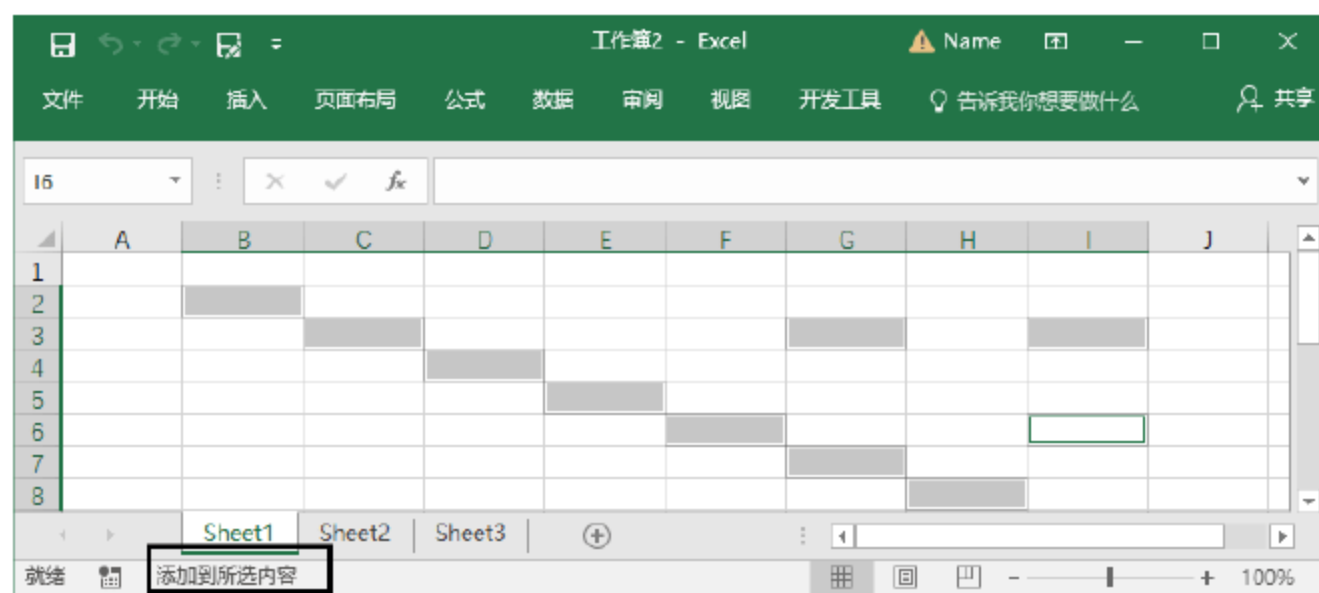 工作簿2 - Excel Name
文件 开始 插入 页面布局 公式 数据 审阅 视图 开发工具 告诉我你想要做什么 共享
I6 fx
A B C D E F G H I J
1
2
3
4
5
6
7
8
Sheet1 Sheet2 Sheet3
就绪 添加到所选内容 100%